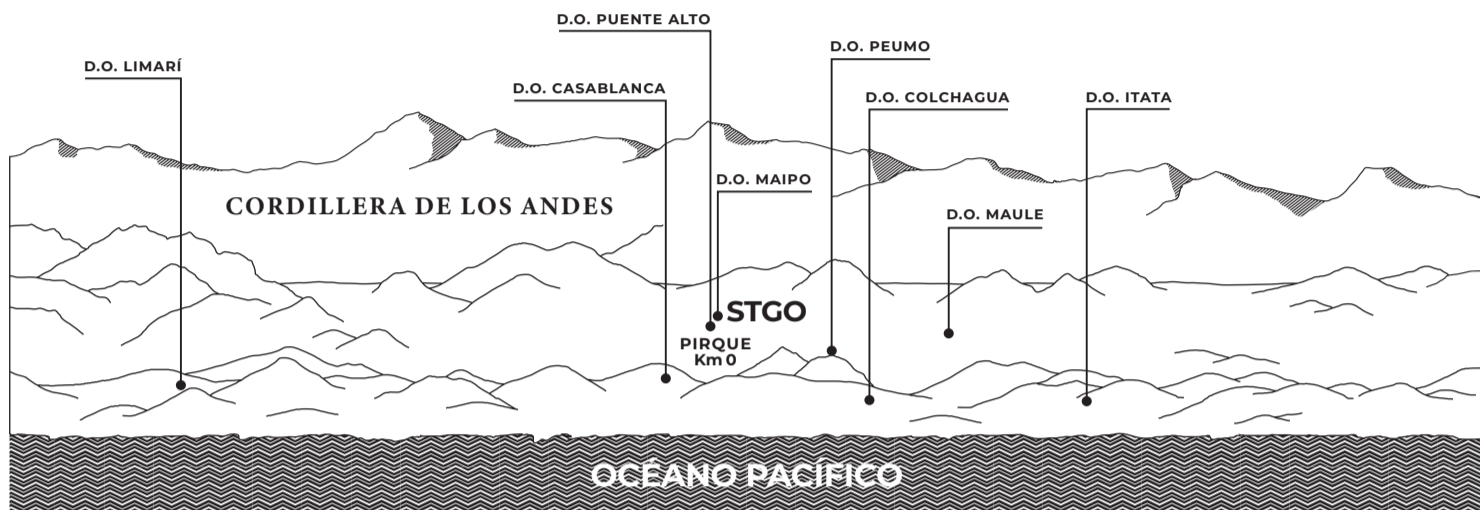 D.O. PUENTE ALTO
D.O. PEUMO
D.O. LIMARÍ
D.O. CASABLANCA
D.O. COLCHAGUA
D.O. ITATA
D.O. MAIPO
CORDILLERA DE LOS ANDES
D.O. MAULE
STGO
PIRQUE
Km 0
OCÉANO PACÍFICO